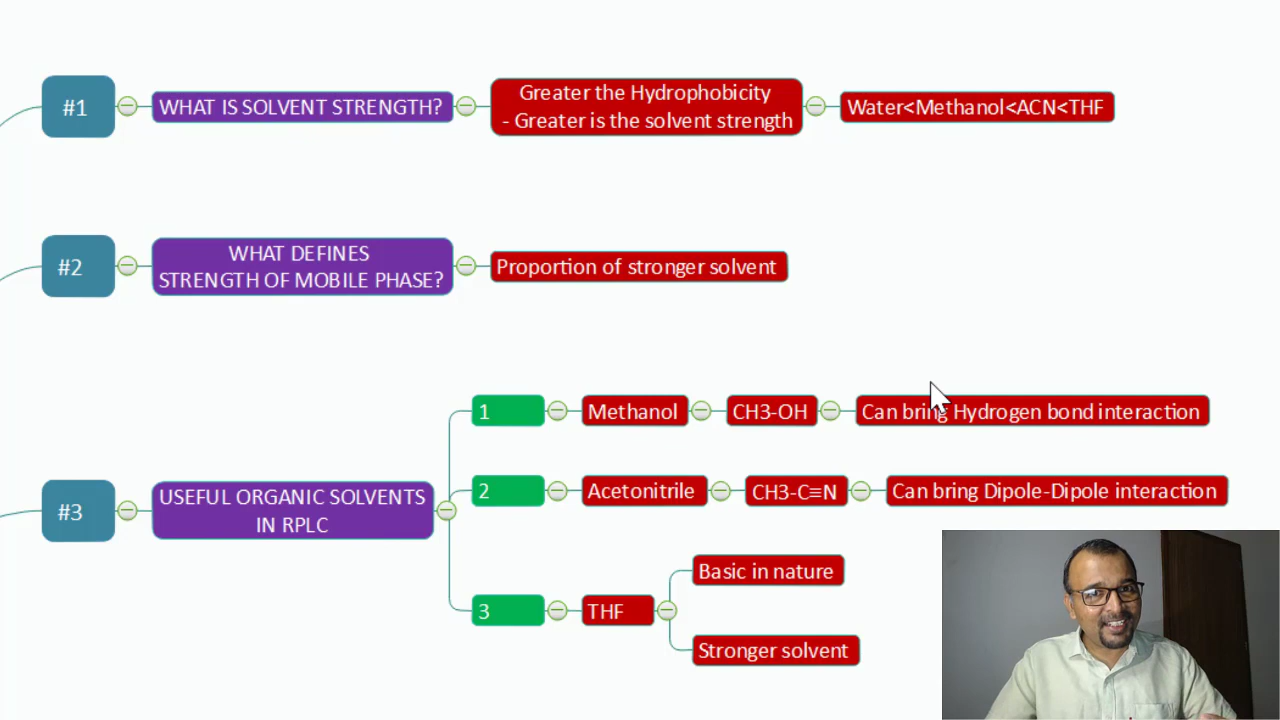 #1
WHAT IS SOLVENT STRENGTH?
Greater the Hydrophobicity
- Greater is the solvent strength
Water<Methanol<ACN<THF
#2
WHAT DEFINES
STRENGTH OF MOBILE PHASE?
Proportion of stronger solvent
#3
USEFUL ORGANIC SOLVENTS
IN RPLC
1
Methanol
CH3-OH
Can bring Hydrogen bond interaction
2
Acetonitrile
CH3-C≡N
Can bring Dipole-Dipole interaction
3
THF
Basic in nature
Stronger solvent